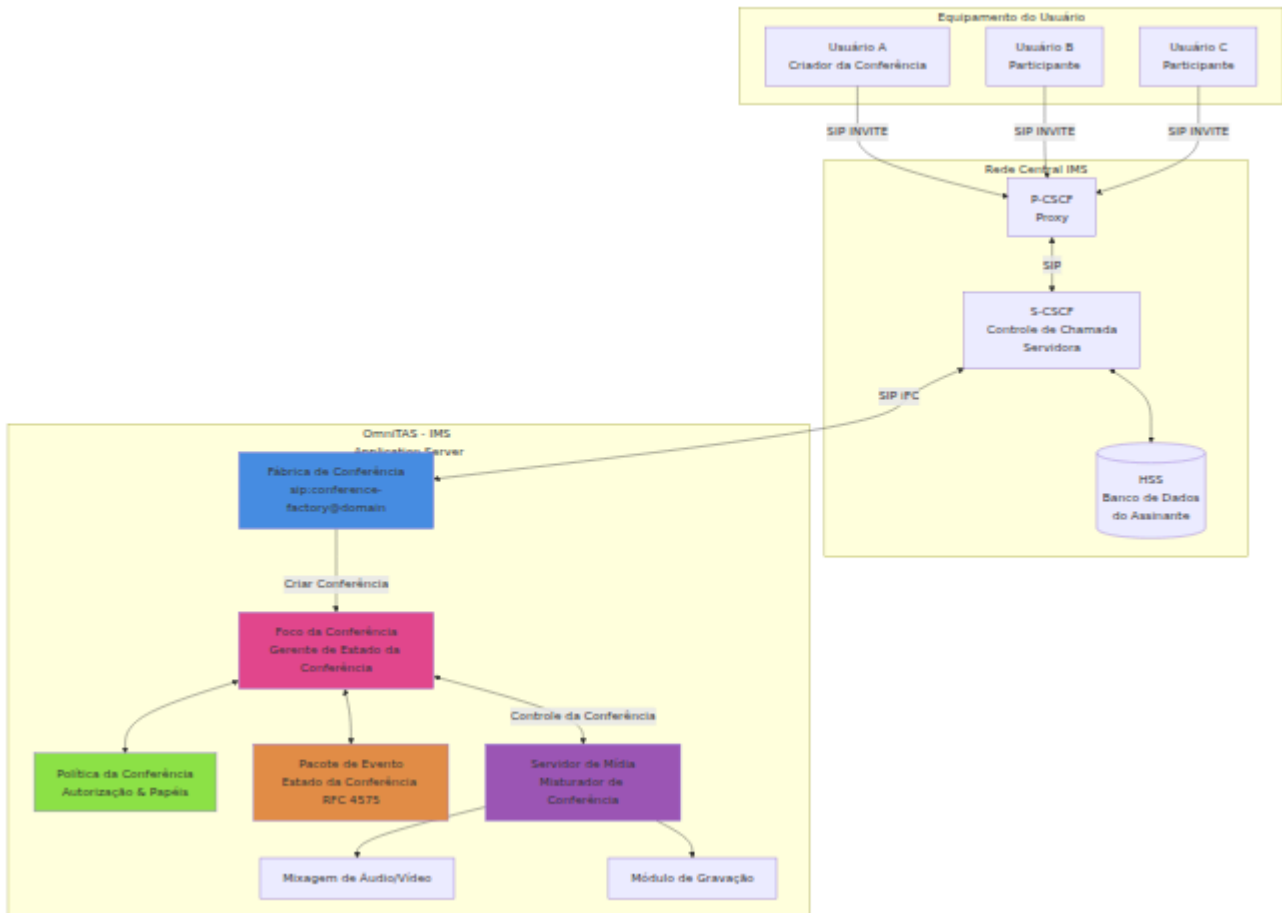 Equipamento do Usuário
Usuário A
Criador da Conferência
Usuário B
Participante
Usuário C
Participante
SIP INVITE
SIP INVITE
SIP INVITE
Rede Central IMS
P-CSCF
Proxy
SIP
S-CSCF
Controle de Chamada
Servidora
SIP iFC
HSS
Banco de Dados
do Assinante
OmniTAS - IMS
Application Server
Fábrica de Conferência
sip:conference-
factory@domain
Criar Conferência
Foco da Conferência
Gerente de Estado da
Conferência
Controle da Conferência
Política da Conferência
Autorização & Papéis
Pacote de Evento
Estado da Conferência
RFC 4575
Servidor de Mídia
Misturador de
Conferência
Mixagem de Áudio/Vídeo
Módulo de Gravação